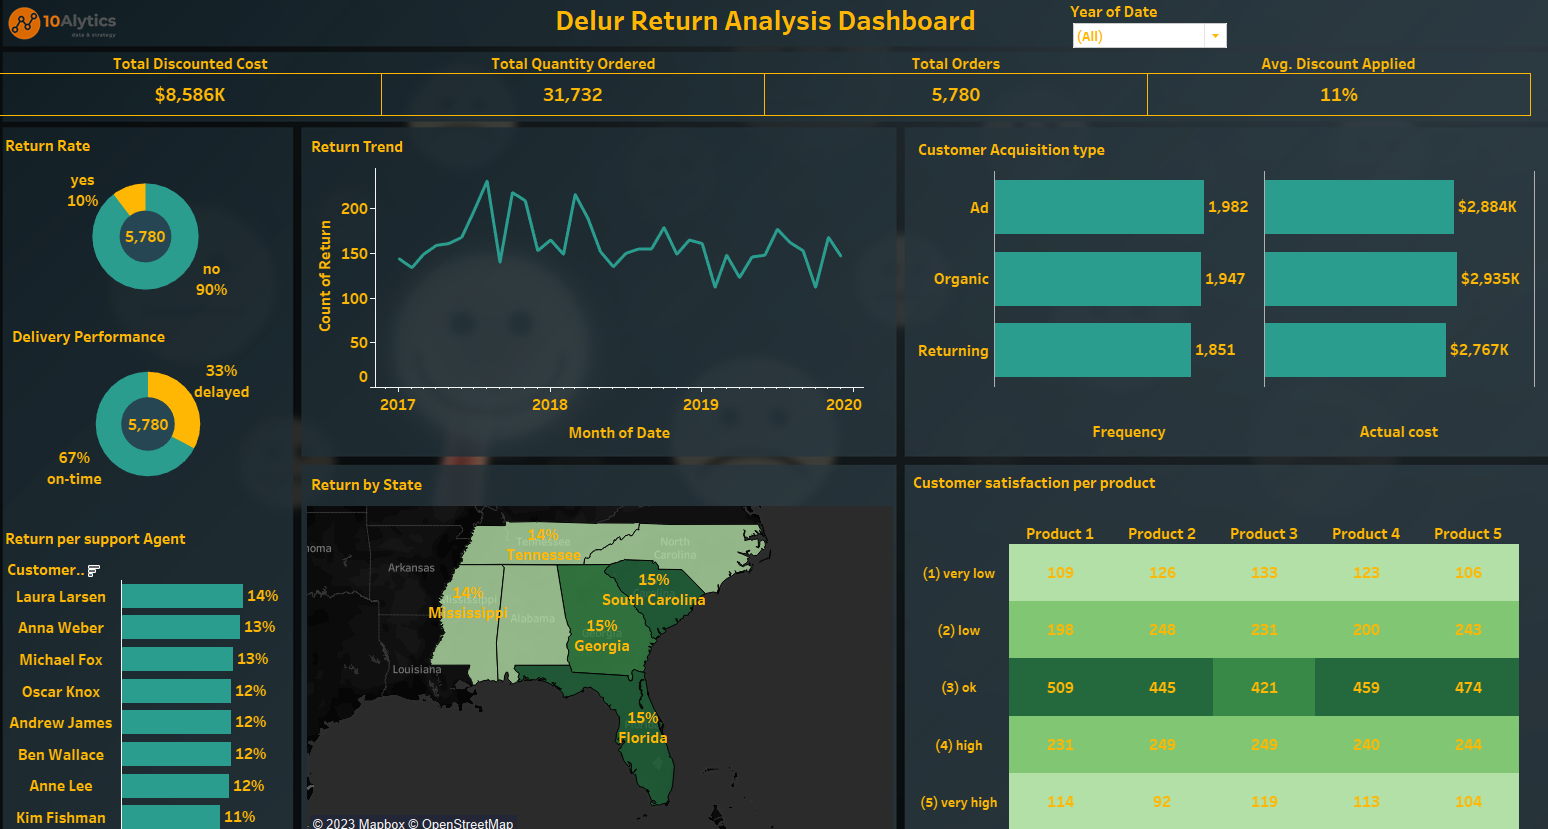 10Alytics
data & strategy
Delur Return Analysis Dashboard
Year of Date
(All)
Total Discounted Cost
Total Quantity Ordered
Total Orders
Avg. Discount Applied
$8,586K
31,732
5,780
11%
Return Rate
yes
10%
5,780
no
90%
Delivery Performance
33%
delayed
5,780
67%
on-time
Return per support Agent
Customer..
Laura Larsen 14%
Anna Weber 13%
Michael Fox 13%
Oscar Knox 12%
Andrew James 12%
Ben Wallace 12%
Anne Lee 12%
Kim Fishman 11%
Return Trend
Count of Return
200
150
100
50
0
2017 2018 2019 2020
Month of Date
Return by State
oma
Arkansas
Louisiana
14%
Tennessee
Tennessee
North
Carolina
14%
Mississippi
Mississippi
Alabama
15%
South Carolina
15%
Georgia
Georgia
15%
Florida
© 2023 Mapbox © OpenStreetMap
Customer Acquisition type
Ad 1,982 $2,884K
Organic 1,947 $2,935K
Returning 1,851 $2,767K
Frequency Actual cost
Customer satisfaction per product
Product 1 Product 2 Product 3 Product 4 Product 5
(1) very low 109 126 133 123 106
(2) low 198 248 231 200 243
(3) ok 509 445 421 459 474
(4) high 231 249 249 240 244
(5) very high 114 92 119 113 104